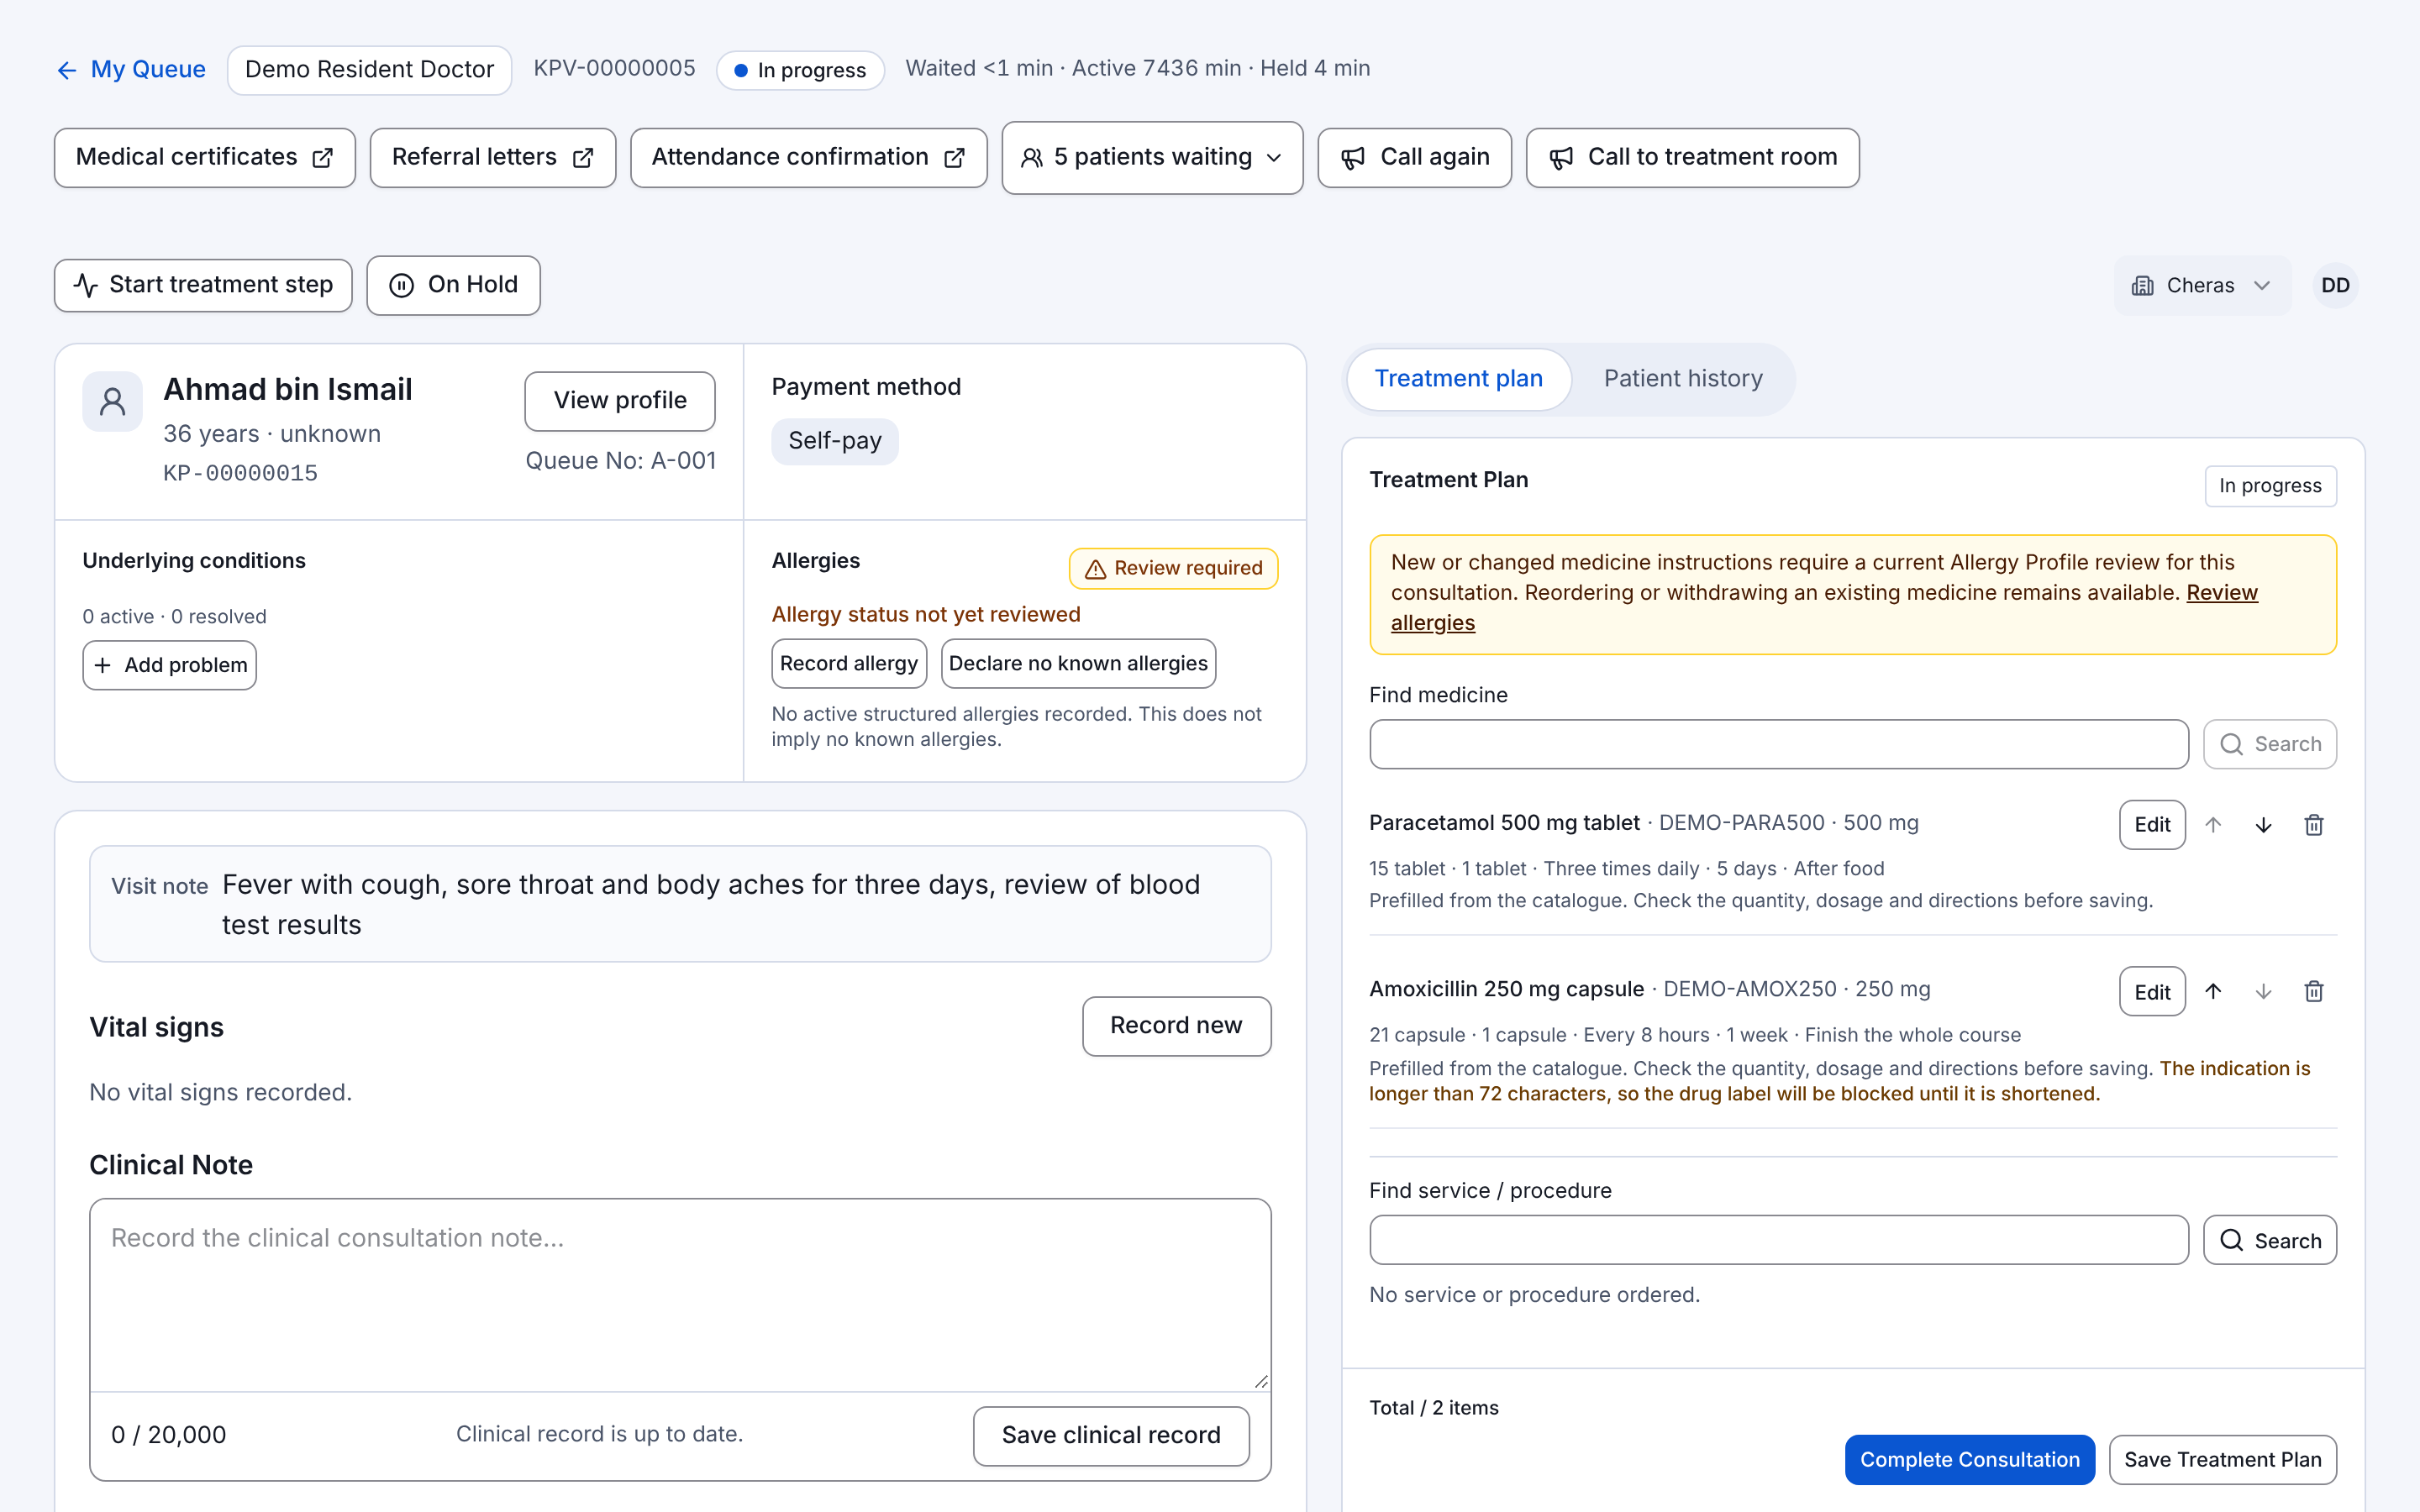 My Queue
Demo Resident Doctor
KPV-00000005
In progress
Waited <1 min · Active 7436 min · Held 4 min
Medical certificates
Referral letters
Attendance confirmation
5 patients waiting
Call again
Call to treatment room
Start treatment step
On Hold
Cheras
DD
Ahmad bin Ismail
36 years · unknown
KP-00000015
View profile
Queue No: A-001
Payment method
Self-pay
Underlying conditions
0 active · 0 resolved
Add problem
Allergies
Review required
Allergy status not yet reviewed
Record allergy
Declare no known allergies
No active structured allergies recorded. This does not
imply no known allergies.
Visit note
Fever with cough, sore throat and body aches for three days, review of blood
test results
Vital signs
Record new
No vital signs recorded.
Clinical Note
Record the clinical consultation note...
0 / 20,000
Clinical record is up to date.
Save clinical record
Treatment plan
Patient history
Treatment Plan
In progress
New or changed medicine instructions require a current Allergy Profile review for this
consultation. Reordering or withdrawing an existing medicine remains available. Review
allergies
Find medicine
Search
Paracetamol 500 mg tablet · DEMO-PARA500 · 500 mg
Edit
15 tablet · 1 tablet · Three times daily · 5 days · After food
Prefilled from the catalogue. Check the quantity, dosage and directions before saving.
Amoxicillin 250 mg capsule · DEMO-AMOX250 · 250 mg
Edit
21 capsule · 1 capsule · Every 8 hours · 1 week · Finish the whole course
Prefilled from the catalogue. Check the quantity, dosage and directions before saving. The indication is
longer than 72 characters, so the drug label will be blocked until it is shortened.
Find service / procedure
Search
No service or procedure ordered.
Total / 2 items
Complete Consultation
Save Treatment Plan